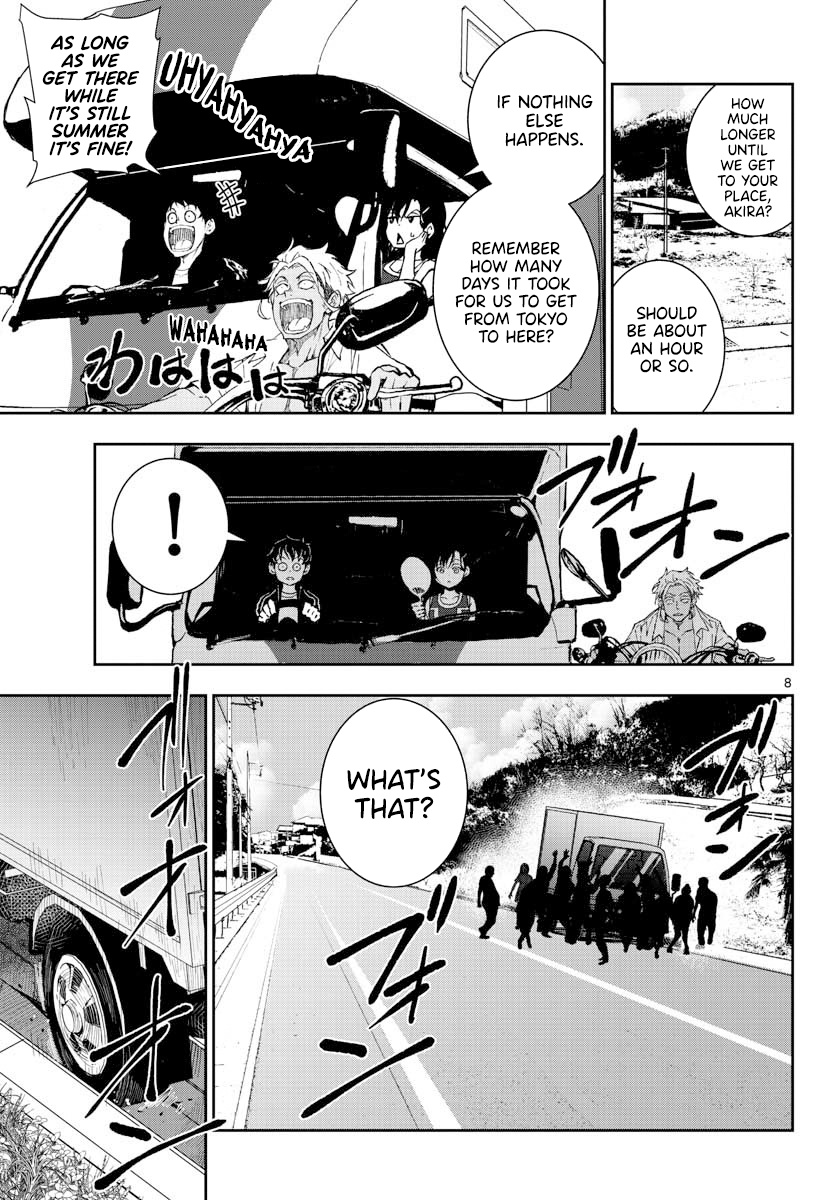 HOW
MUCH
LONGER
UNTIL
WE GET
TO YOUR
PLACE,
AKIRA?
SHOULD
BE ABOUT
AN HOUR
OR SO.
IF NOTHING
ELSE
HAPPENS.
REMEMBER
HOW MANY
DAYS IT TOOK
FOR US TO GET
FROM TOKYO
TO HERE?
AS LONG
AS WE
GET THERE
WHILE
IT'S STILL
SUMMER
IT'S FINE!
UHYAHYAHYA
WAHAHAHA
わははは
ブオオン
!
8
WHAT'S
THAT?
ブオン
ブオン